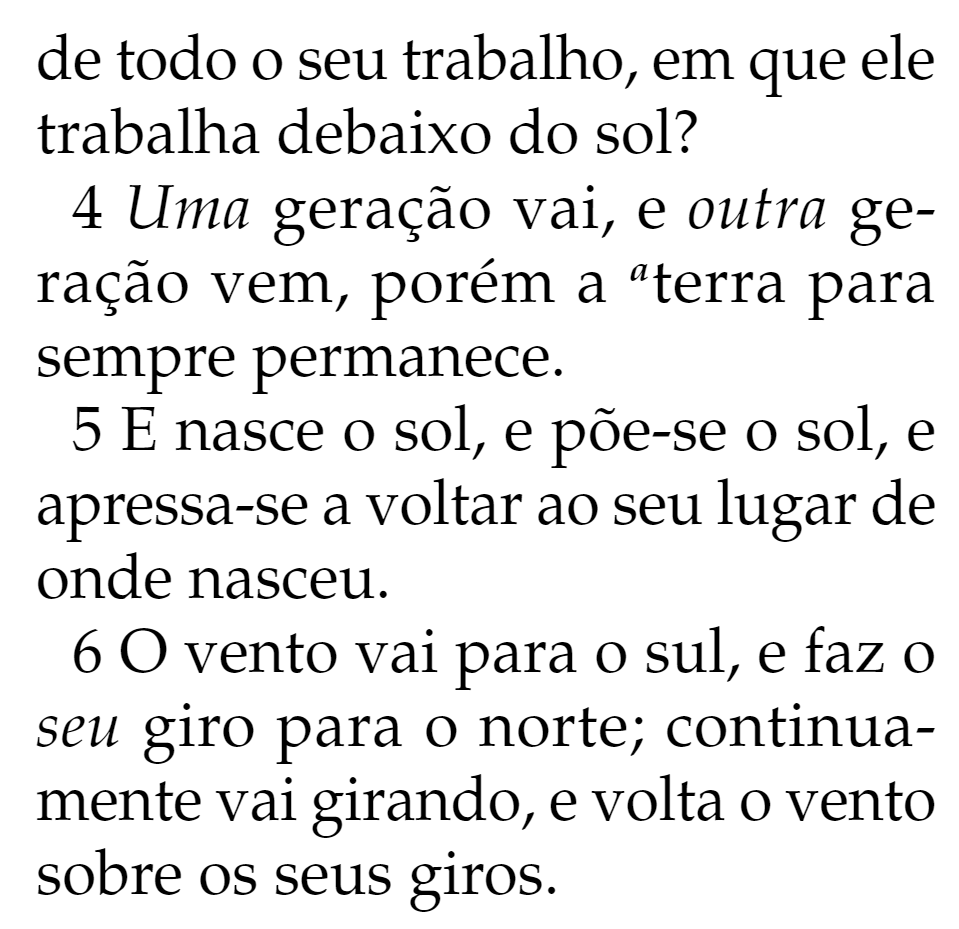 de todo o seu trabalho, em que ele
trabalha debaixo do sol?
4 Uma geração vai, e outra ge-
ração vem, porém a ᵃterra para
sempre permanece.
5 E nasce o sol, e põe-se o sol, e
apressa-se a voltar ao seu lugar de
onde nasceu.
6 O vento vai para o sul, e faz o
seu giro para o norte; continua-
mente vai girando, e volta o vento
sobre os seus giros.